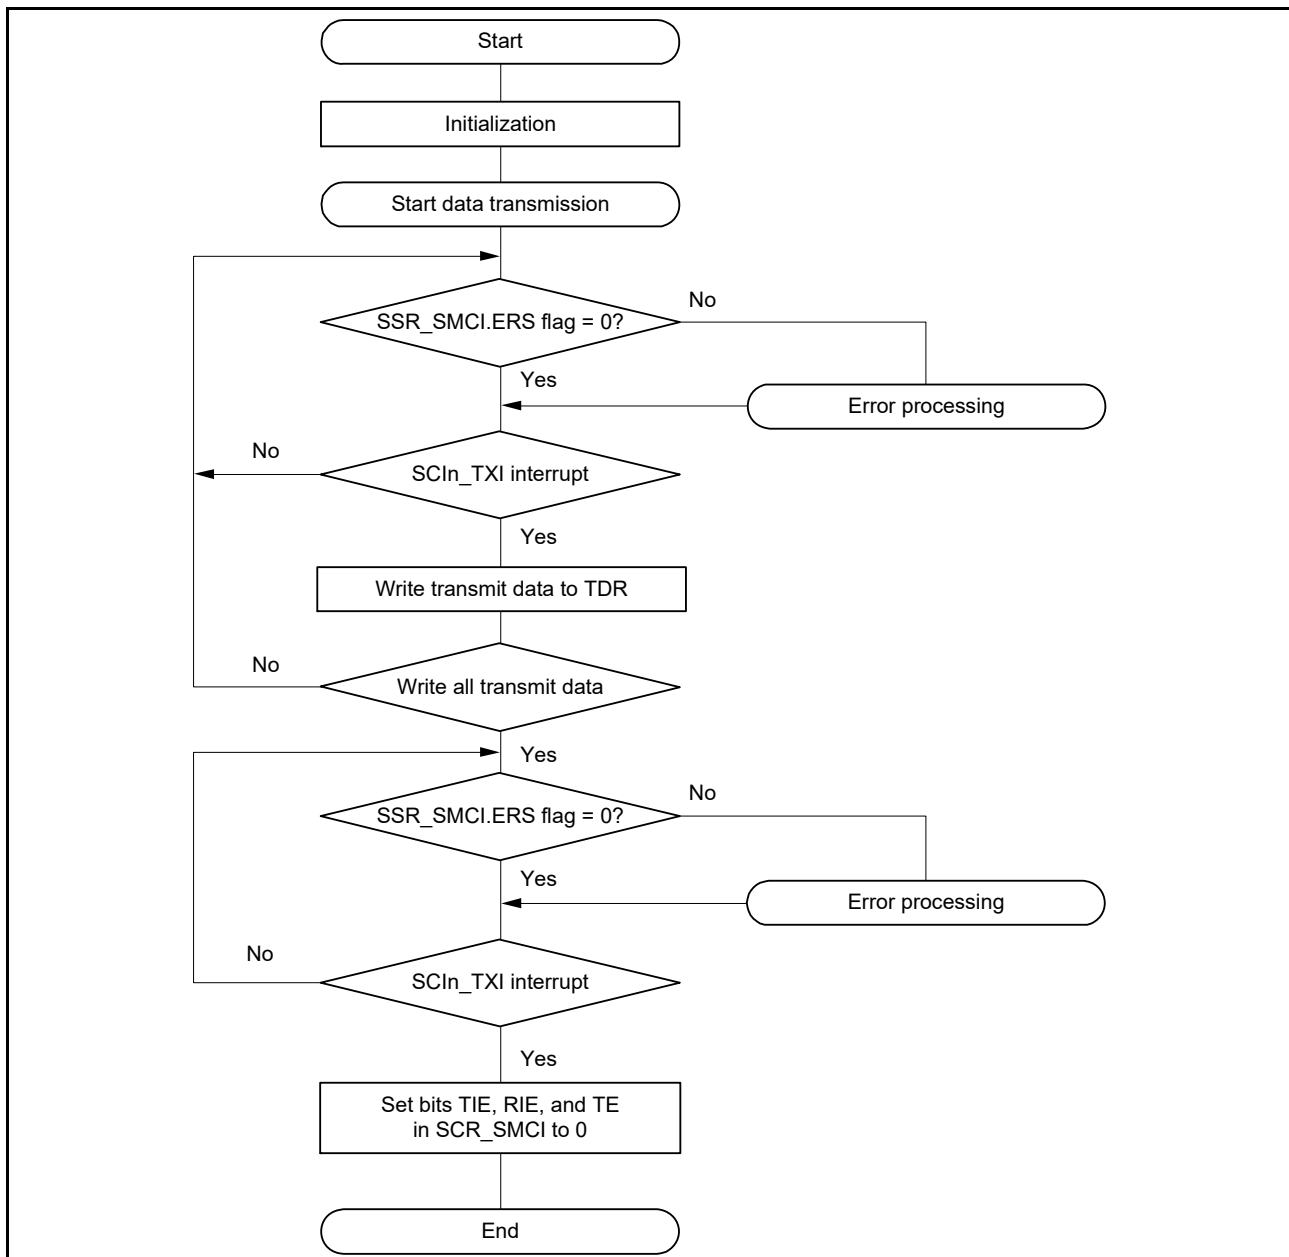 Start
Initialization
Start data transmission
SSR_SMCI.ERS flag = 0?
No
Yes
Error processing
No
SCIn_TXI interrupt
Yes
Write transmit data to TDR
No
Write all transmit data
Yes
SSR_SMCI.ERS flag = 0?
No
Yes
Error processing
No
SCIn_TXI interrupt
Yes
Set bits TIE, RIE, and TE
in SCR_SMCI to 0
End